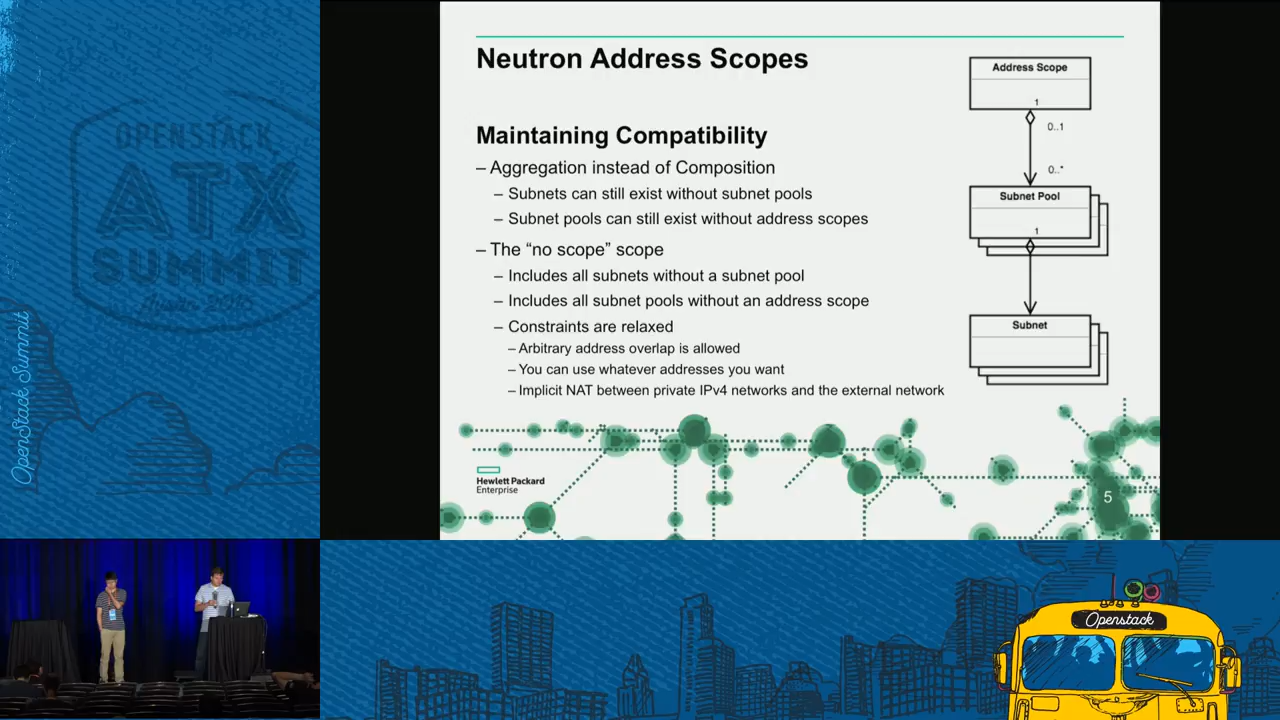 OPENSTACK
ATX
SUMMIT
Austin 2016
OpenStack Summit
Neutron Address Scopes
Maintaining Compatibility
– Aggregation instead of Composition
– Subnets can still exist without subnet pools
– Subnet pools can still exist without address scopes
– The “no scope” scope
– Includes all subnets without a subnet pool
– Includes all subnet pools without an address scope
– Constraints are relaxed
– Arbitrary address overlap is allowed
– You can use whatever addresses you want
– Implicit NAT between private IPv4 networks and the external network
Address Scope
1
0..1
0..*
Subnet Pool
1
Subnet
Hewlett Packard
Enterprise
5
Openstack